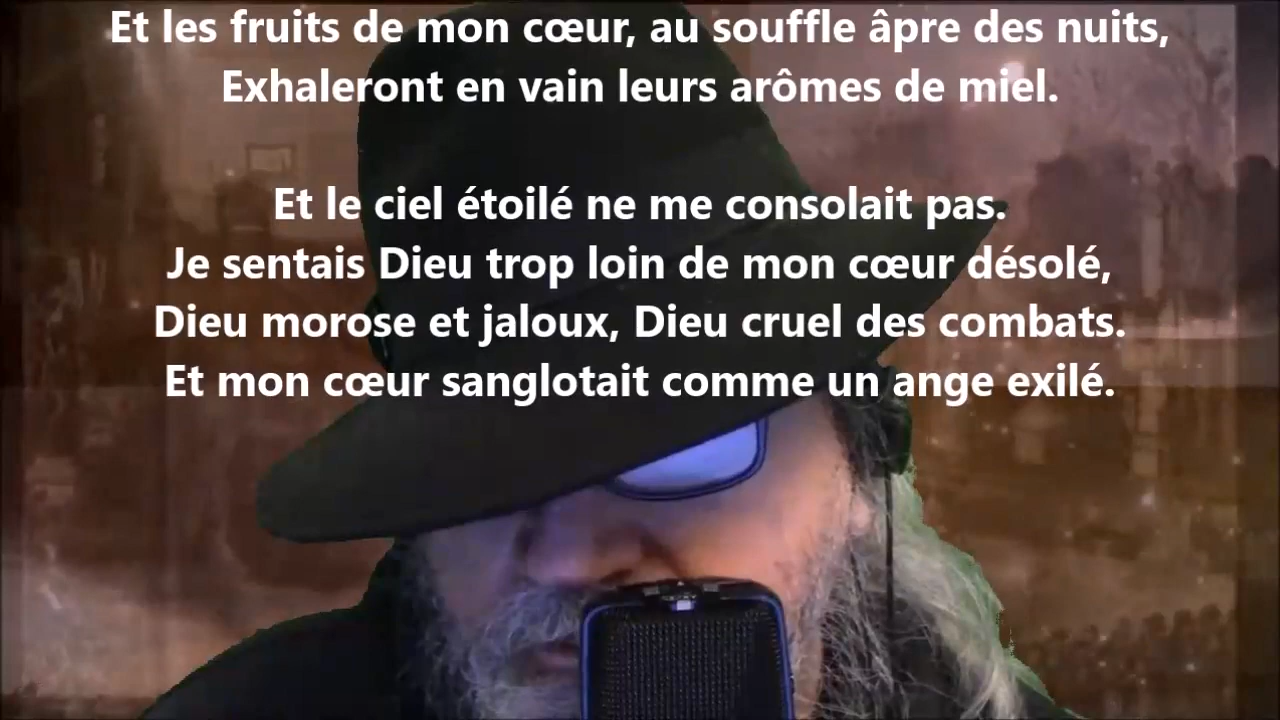 Et les fruits de mon cœur, au souffle âpre des nuits,
Exhaleront en vain leurs arômes de miel.
Et le ciel étoilé ne me consolait pas.
Je sentais Dieu trop loin de mon cœur désolé,
Dieu morose et jaloux, Dieu cruel des combats.
Et mon cœur sanglotait comme un ange exilé.